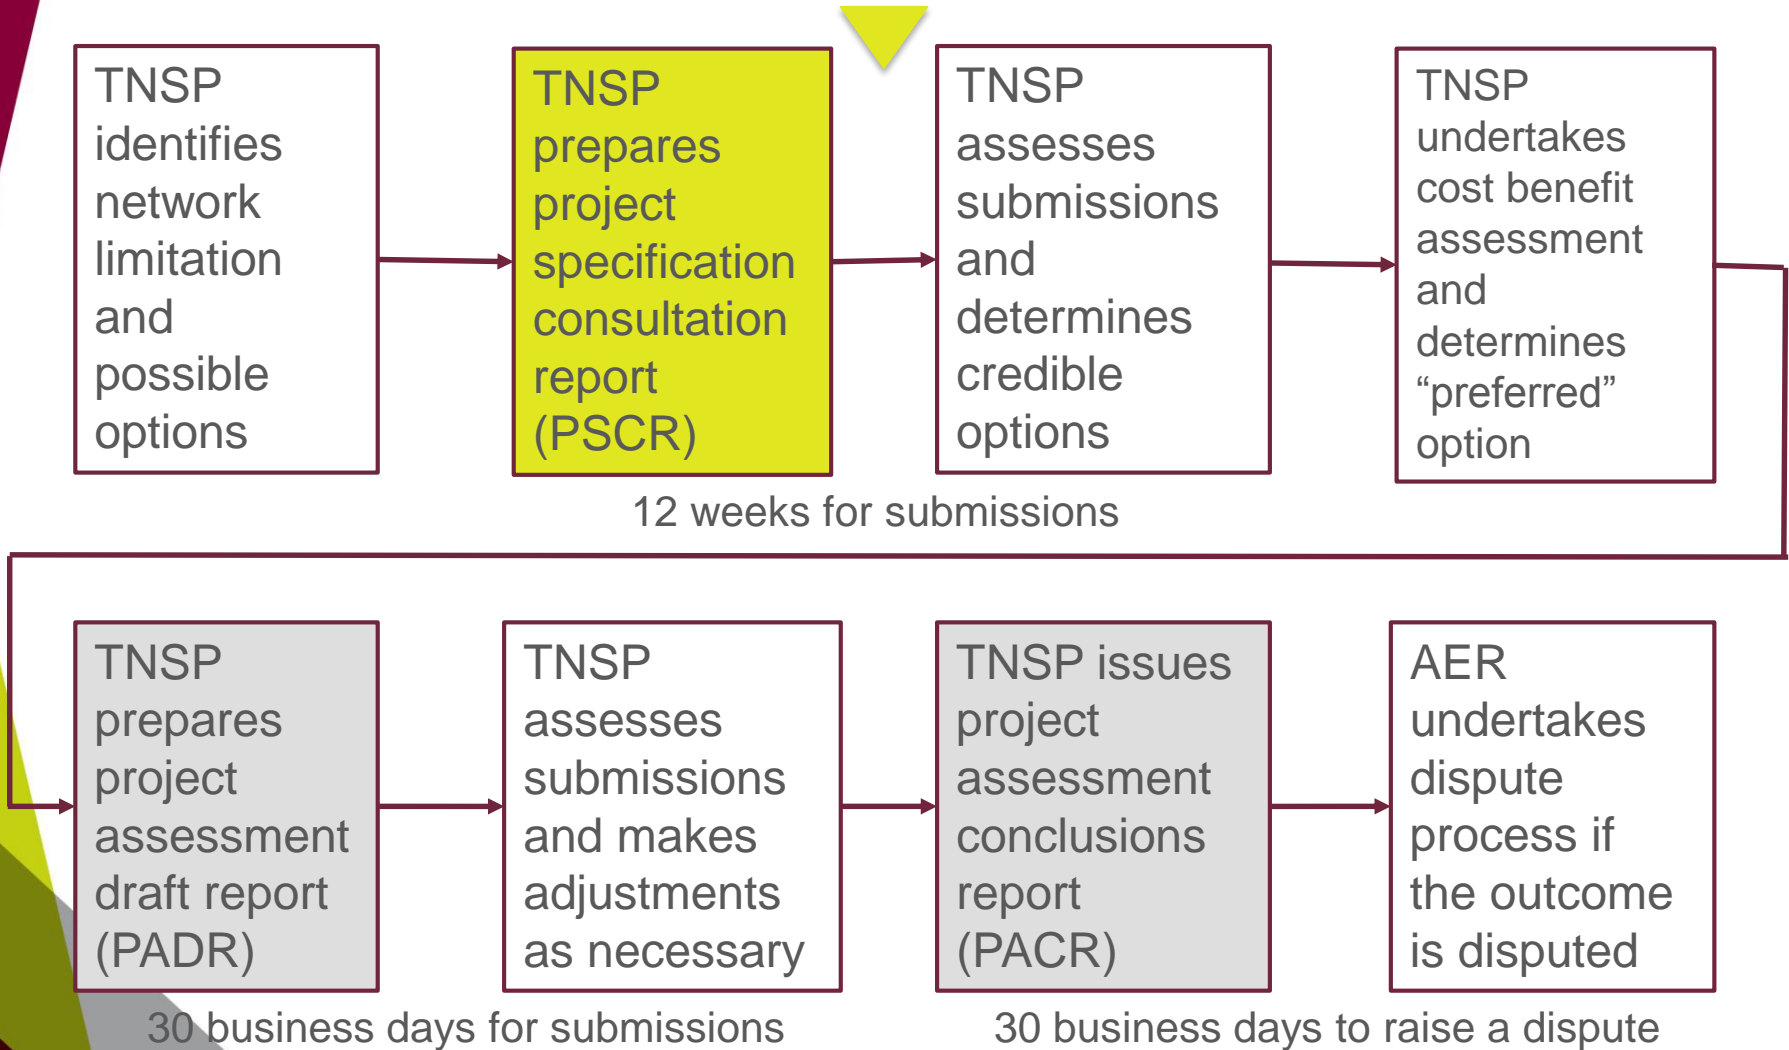 TNSP
identifies
network
limitation
and
possible
options
TNSP
prepares
project
specification
consultation
report
(PSCR)
TNSP
assesses
submissions
and
determines
credible
options
TNSP
undertakes
cost benefit
assessment
and
determines
“preferred”
option
12 weeks for submissions
TNSP
prepares
project
assessment
draft report
(PADR)
TNSP
assesses
submissions
and makes
adjustments
as necessary
TNSP issues
project
assessment
conclusions
report
(PACR)
AER
undertakes
dispute
process if
the outcome
is disputed
30 business days for submissions
30 business days to raise a dispute